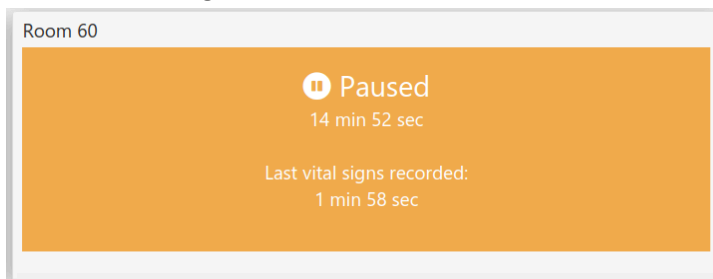 Room 60
Paused
14 min 52 sec
Last vital signs recorded:
1 min 58 sec